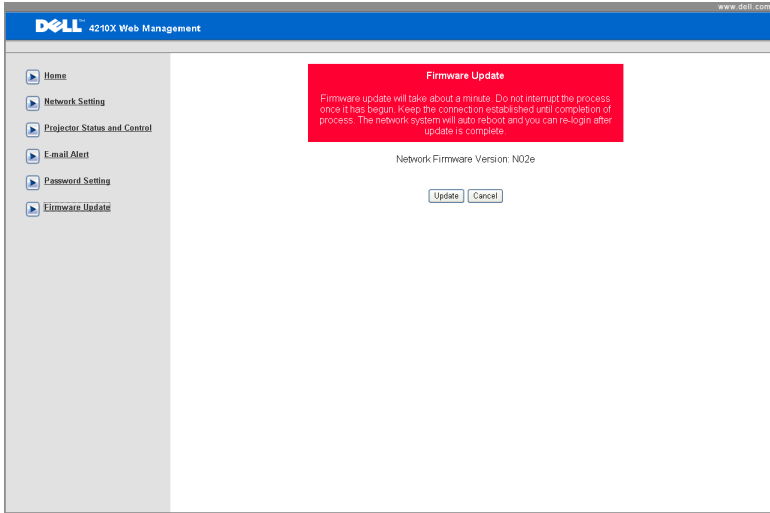 www.dell.com
DELL™ 4210X Web Management
Home
Network Setting
Projector Status and Control
E-mail Alert
Password Setting
Firmware Update
Firmware Update
Firmware update will take about a minute. Do not interrupt the process
once it has begun. Keep the connection established until completion of
process. The network system will auto reboot and you can re-login after
update is complete.
Network Firmware Version: N02e
Update Cancel